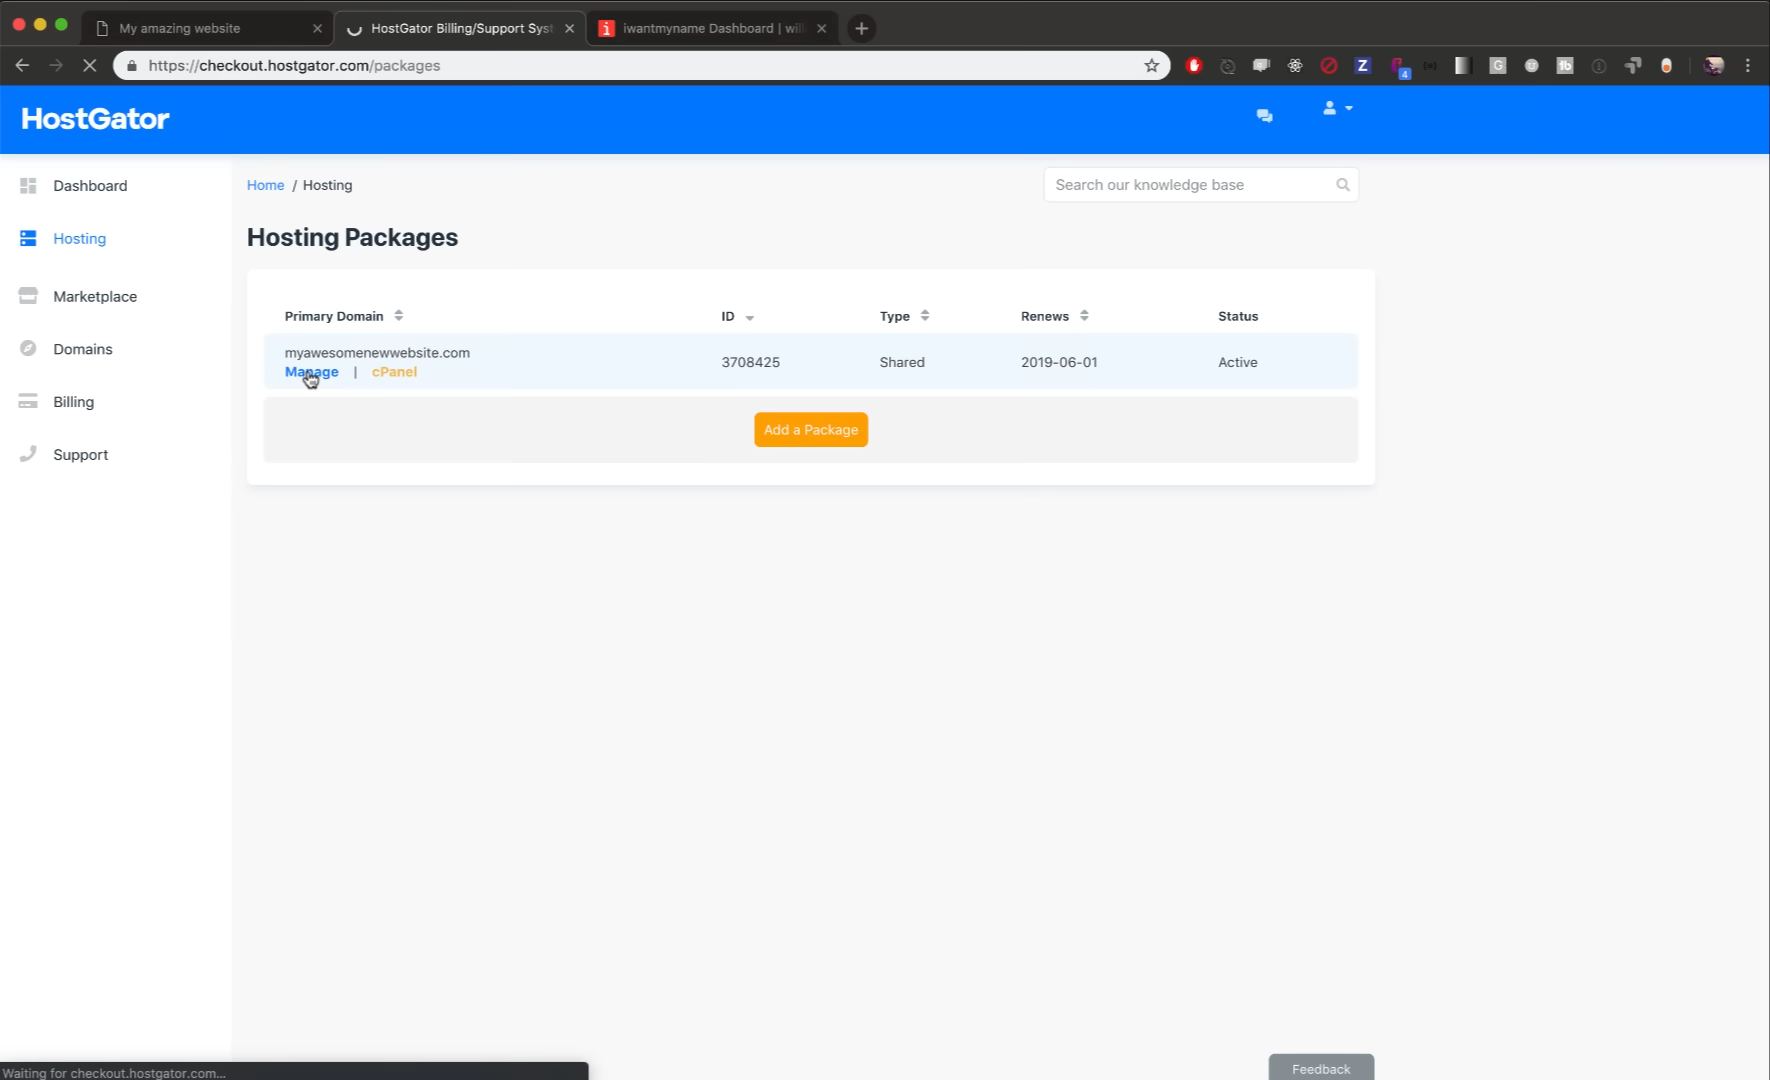 My amazing website
HostGator Billing/Support Syst
iwantmyname Dashboard | will
https://checkout.hostgator.com/packages
Z
4
G
1b
HostGator
Dashboard
Home / Hosting
Search our knowledge base
Hosting
Hosting Packages
Marketplace
Primary Domain
ID
Type
Renews
Status
Domains
myawesomenewwebsite.com
Manage | cPanel
3708425
Shared
2019-06-01
Active
Billing
Add a Package
Support
Feedback
Waiting for checkout.hostgator.com...